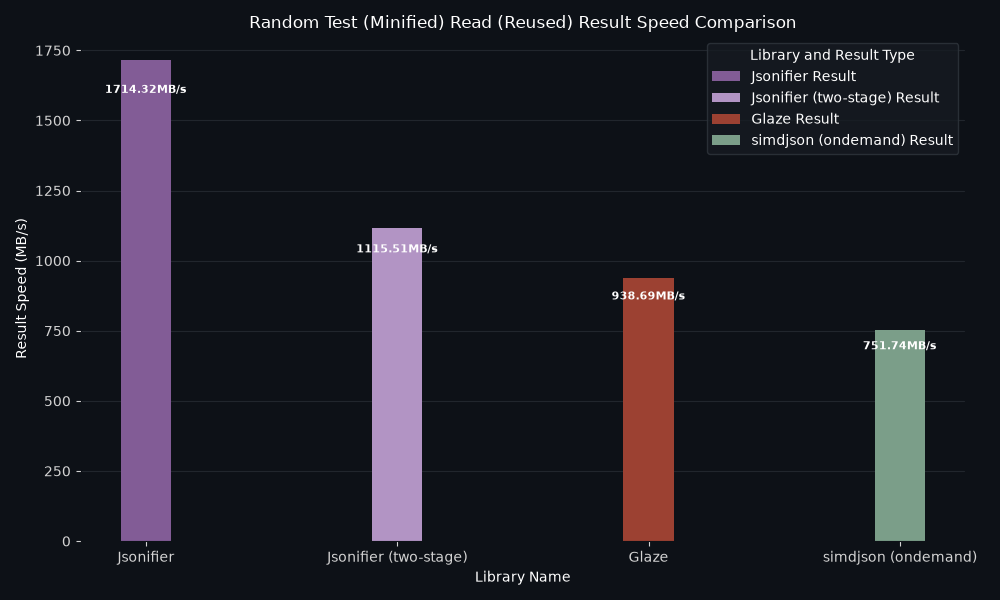 Random Test (Minified) Read (Reused) Result Speed Comparison
Library and Result Type
Jsonifier Result
Jsonifier (two-stage) Result
Glaze Result
simdjson (ondemand) Result
Result Speed (MB/s)
1750
1500
1250
1000
750
500
250
0
1714.32MB/s
1115.51MB/s
938.69MB/s
751.74MB/s
Jsonifier
Jsonifier (two-stage)
Glaze
simdjson (ondemand)
Library Name